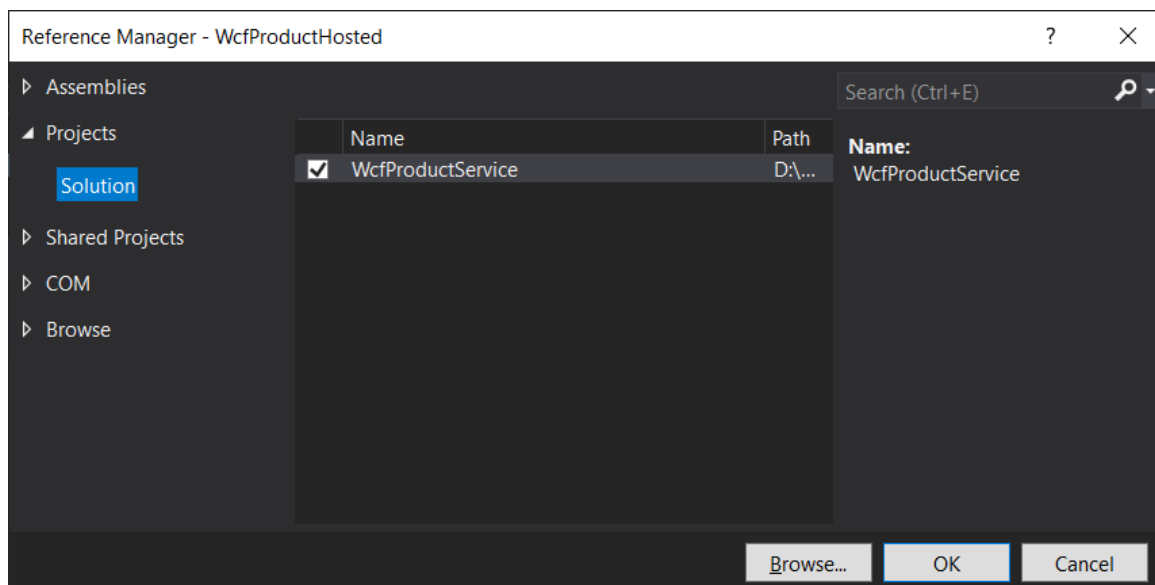 Reference Manager - WcfProductHosted
?
Assemblies
Search (Ctrl+E)
Projects
Name
Path
Name:
WcfProductService
D:\...
WcfProductService
Solution
Shared Projects
COM
Browse
Browse...
OK
Cancel